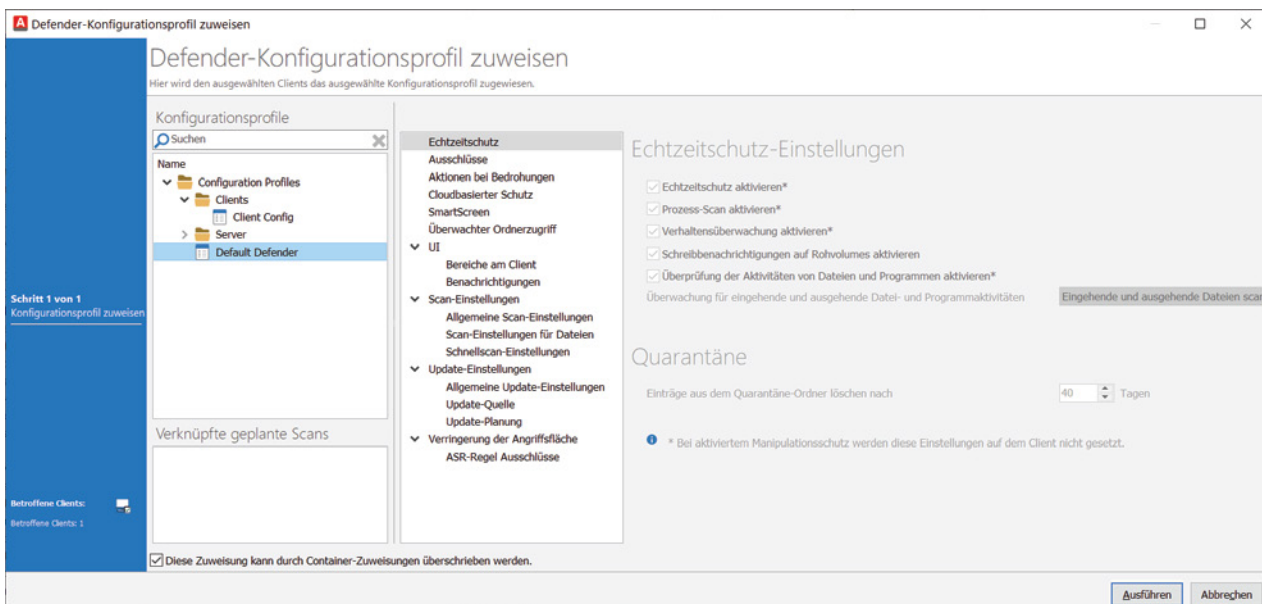 Defender-Konfigurationsprofil zuweisen
Defender-Konfigurationsprofil zuweisen
Hier wird den ausgewählten Clients das ausgewählte Konfigurationsprofil zugewiesen.
Schritt 1 von 1
Konfigurationsprofil zuweisen
Betroffene Clients:
Betroffene Clients: 1
Konfigurationsprofile
Suchen
Name
Configuration Profiles
Clients
Client Config
Server
Default Defender
Verknüpfte geplante Scans
Echtzeitschutz
Ausschlüsse
Aktionen bei Bedrohungen
Cloudbasierter Schutz
SmartScreen
Überwachter Ordnerzugriff
UI
Bereiche am Client
Benachrichtigungen
Scan-Einstellungen
Allgemeine Scan-Einstellungen
Scan-Einstellungen für Dateien
Schnellscan-Einstellungen
Update-Einstellungen
Allgemeine Update-Einstellungen
Update-Quelle
Update-Planung
Verringerung der Angriffsfläche
ASR-Regel Ausschlüsse
Echtzeitschutz-Einstellungen
Echtzeitschutz aktivieren*
Prozess-Scan aktivieren*
Verhaltensüberwachung aktivieren*
Schreibbenachrichtigungen auf Rohvolumes aktivieren
Überprüfung der Aktivitäten von Dateien und Programmen aktivieren*
Überwachung für eingehende und ausgehende Datei- und Programmaktivitäten Eingehende und ausgehende Dateien scan
Quarantäne
Einträge aus dem Quarantäne-Ordner löschen nach 40 Tagen
* Bei aktiviertem Manipulationsschutz werden diese Einstellungen auf dem Client nicht gesetzt.
Diese Zuweisung kann durch Container-Zuweisungen überschrieben werden.
Ausführen Abbrechen